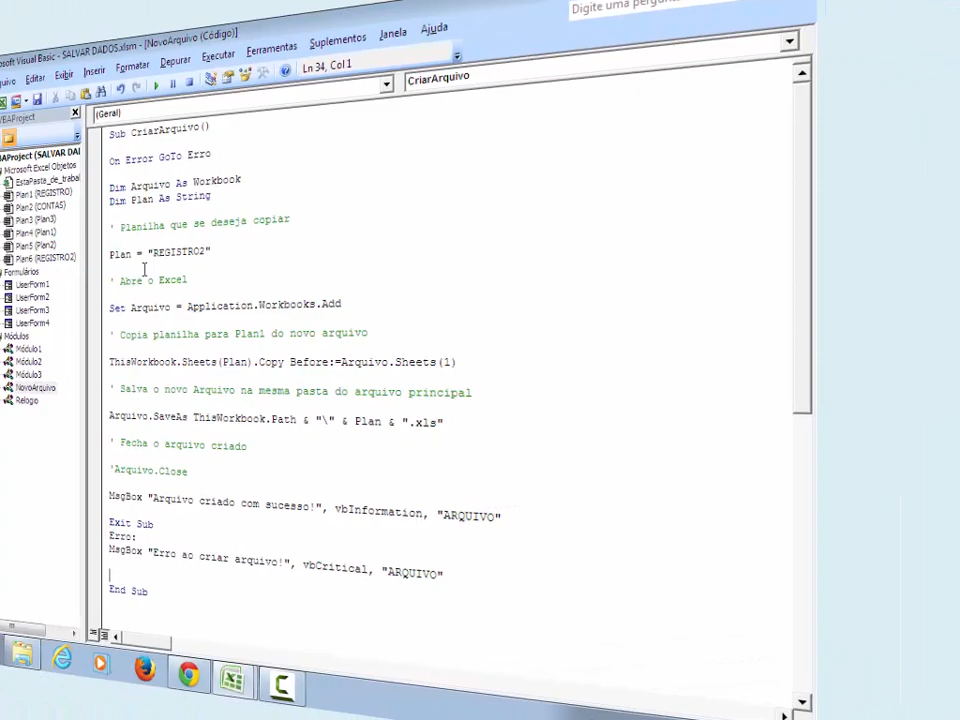 Digite uma pergun
osoft Visual Basic - SALVAR DADOS.xlsm - [NovoArquivo (Código)]
quivo Editar Exibir Inserir Formatar Depurar Executar Ferramentas Suplementos Janela Ajuda
Ln 34, Col 1
VBAProject
(Geral)
CriarArquivo
BAProject (SALVAR DA
Microsoft Excel Objetos
EstaPasta_de_trabal
Plan1 (REGISTRO)
Plan2 (CONTAS)
Plan3 (Plan3)
Plan4 (Plan1)
Plan5 (Plan2)
Plan6 (REGISTRO2)
Formulários
UserForm1
UserForm2
UserForm3
UserForm4
Módulos
Módulo1
Módulo2
Módulo3
NovoArquivo
Relogio
Sub CriarArquivo()
On Error GoTo Erro
Dim Arquivo As Workbook
Dim Plan As String
' Planilha que se deseja copiar
Plan = "REGISTRO2"
' Abre o Excel
Set Arquivo = Application.Workbooks.Add
' Copia planilha para Plan1 do novo arquivo
ThisWorkbook.Sheets(Plan).Copy Before:=Arquivo.Sheets(1)
' Salva o novo Arquivo na mesma pasta do arquivo principal
Arquivo.SaveAs ThisWorkbook.Path & "\" & Plan & ".xls"
' Fecha o arquivo criado
'Arquivo.Close
MsgBox "Arquivo criado com sucesso!", vbInformation, "ARQUIVO"
Exit Sub
Erro:
MsgBox "Erro ao criar arquivo!", vbCritical, "ARQUIVO"
End Sub